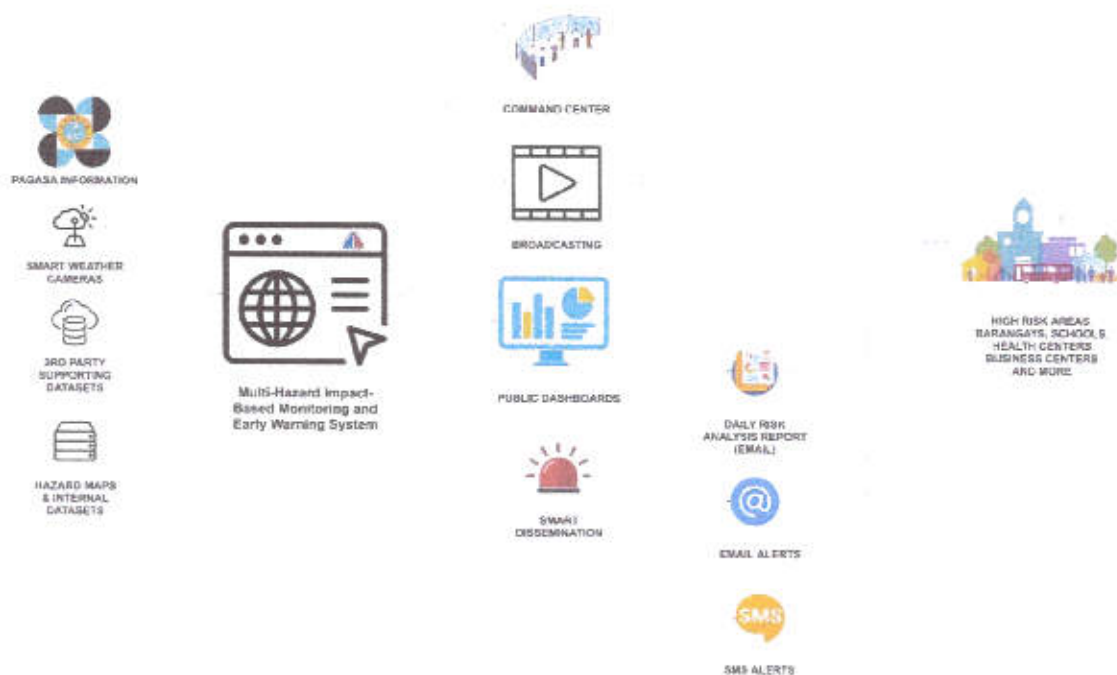 PAGASA INFORMATION
SMART WEATHER
CAMERAS
3RD PARTY
SUPPORTING
DATASETS
HAZARD MAPS
& INTERNAL
DATASETS
Multi-Hazard Impact-
Based Monitoring and
Early Warning System
COMMAND CENTER
BROADCASTING
PUBLIC DASHBOARDS
SMART
DISSEMINATION
DAILY RISK
ANALYSIS REPORT
(EMAIL)
@
EMAIL ALERTS
SMS
SMS ALERTS
HIGH RISK AREAS
BARANGAYS, SCHOOLS
HEALTH CENTERS
BUSINESS CENTERS
AND MORE